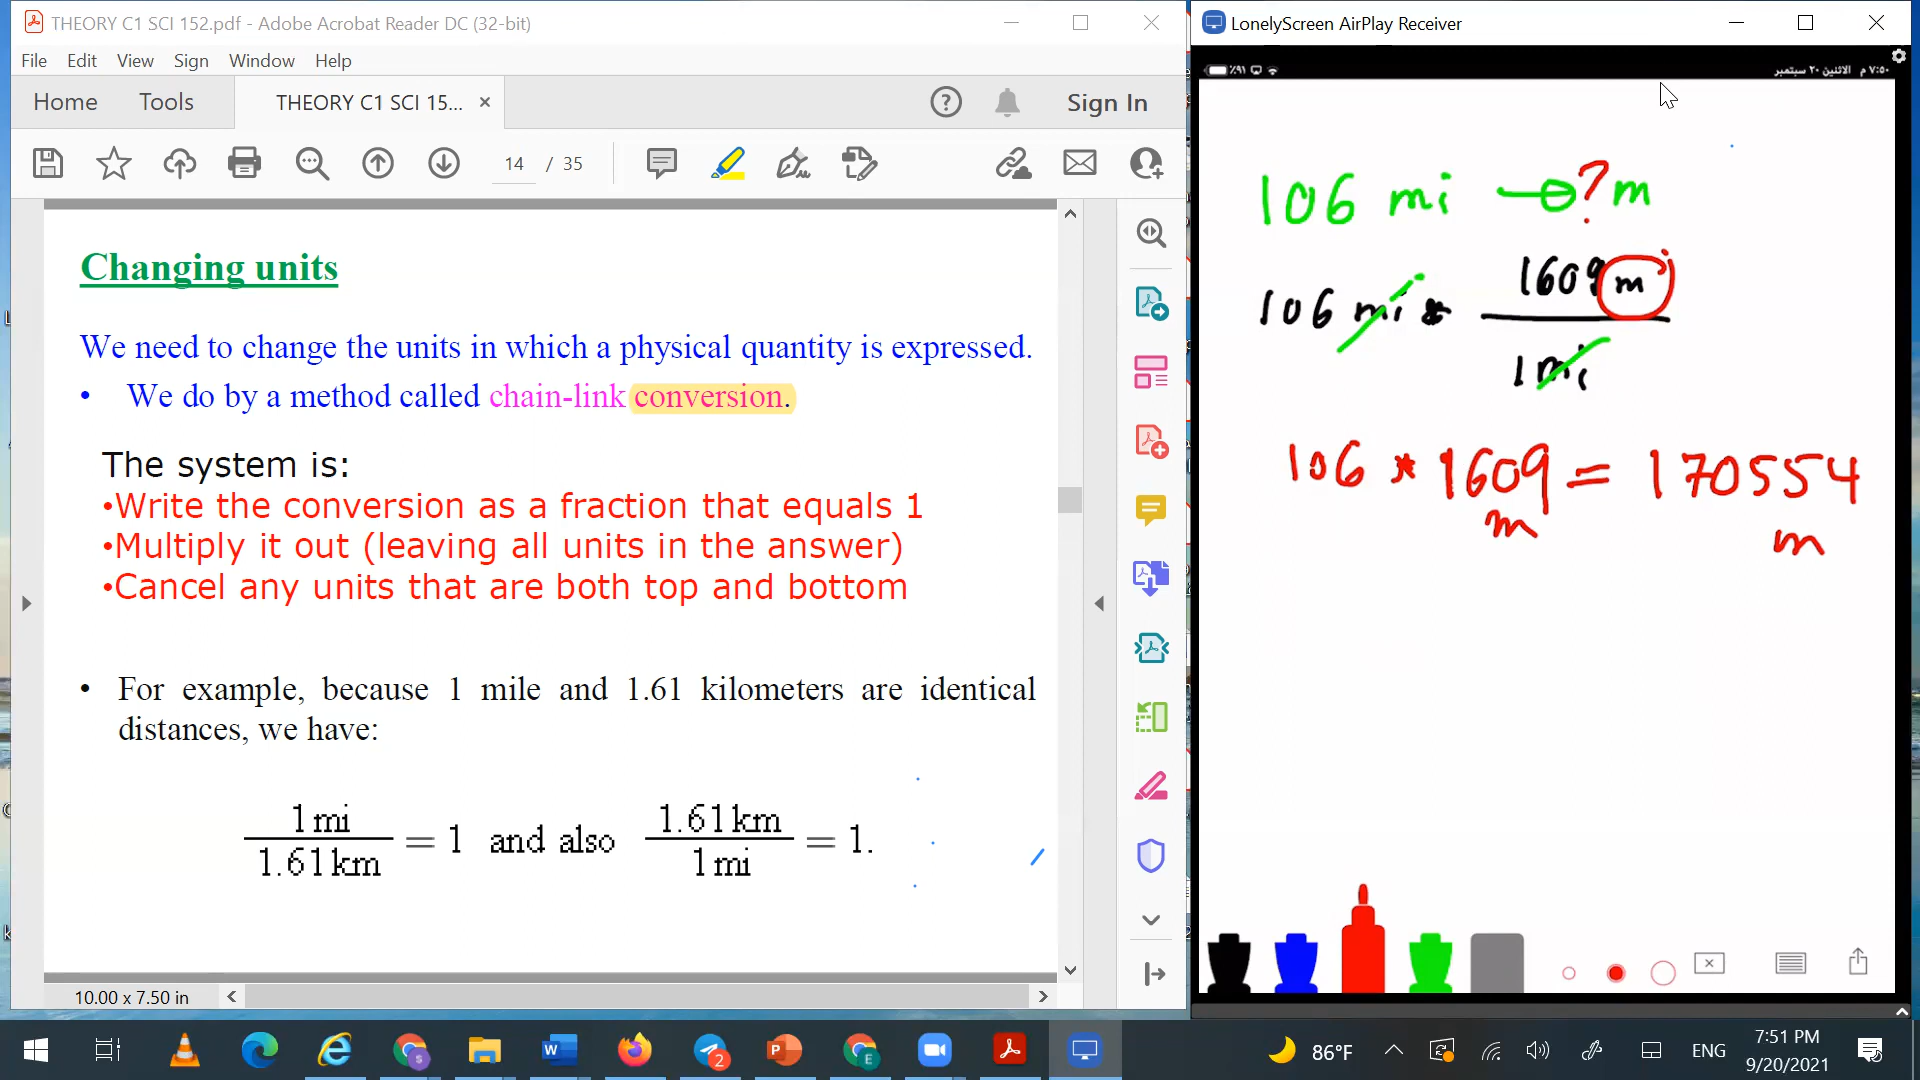 THEORY C1 SCI 152.pdf - Adobe Acrobat Reader DC (32-bit)
File Edit View Sign Window Help
Home Tools THEORY C1 SCI 15... × Sign In
14 / 35
Changing units
We need to change the units in which a physical quantity is expressed.
• We do by a method called chain-link conversion.
The system is:
•Write the conversion as a fraction that equals 1
•Multiply it out (leaving all units in the answer)
•Cancel any units that are both top and bottom
• For example, because 1 mile and 1.61 kilometers are identical
distances, we have:
1 mi / 1.61 km = 1 and also 1.61 km / 1 mi = 1.
10.00 x 7.50 in
LonelyScreen AirPlay Receiver
٪٩١ ٧:٥٠ م الاثنين ٢٠ سبتمبر
106 mi → ? m
106 mi * 1609 m / 1 mi
106 * 1609 = 170554
m m
86°F ENG 7:51 PM
9/20/2021